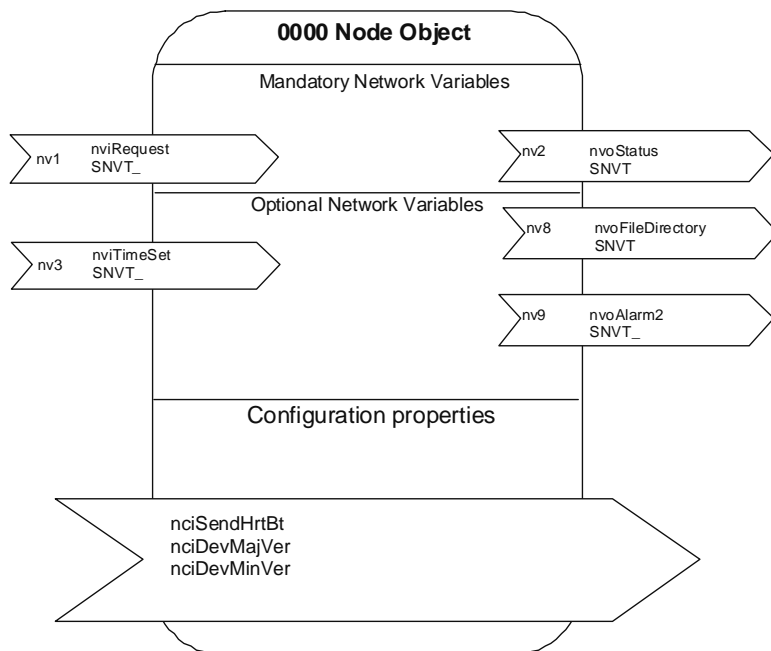 0000 Node Object
Mandatory Network Variables
nv1
nviRequest
SNVT_
nv2
nvoStatus
SNVT
Optional Network Variables
nv3
nviTimeSet
SNVT_
nv8
nvoFileDirectory
SNVT
nv9
nvoAlarm2
SNVT_
Configuration properties
nciSendHrtBt
nciDevMajVer
nciDevMinVer